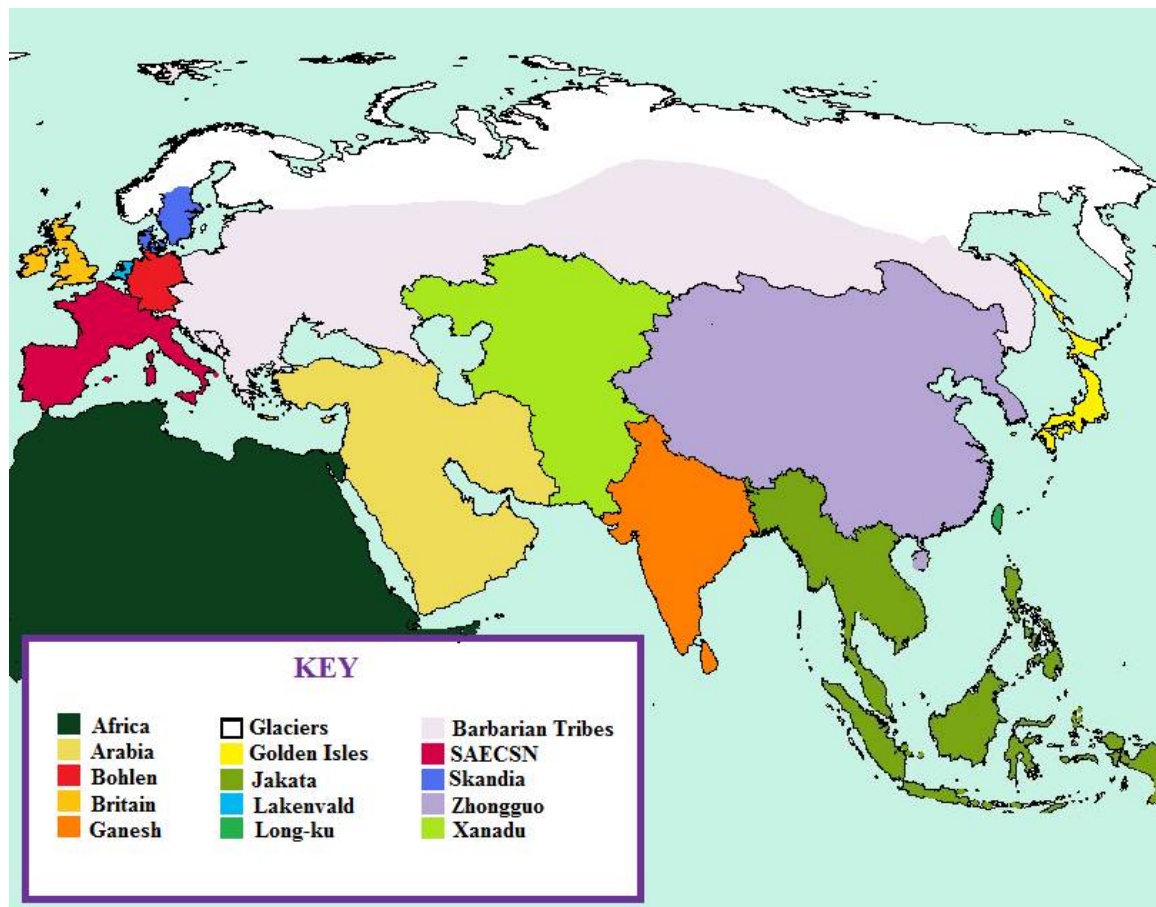 KEY
Africa
Arabia
Bohlen
Britain
Ganesh
Glaciers
Golden Isles
Jakata
Lakenvald
Long-ku
Barbarian Tribes
SAECSN
Skandia
Zhongguo
Xanadu